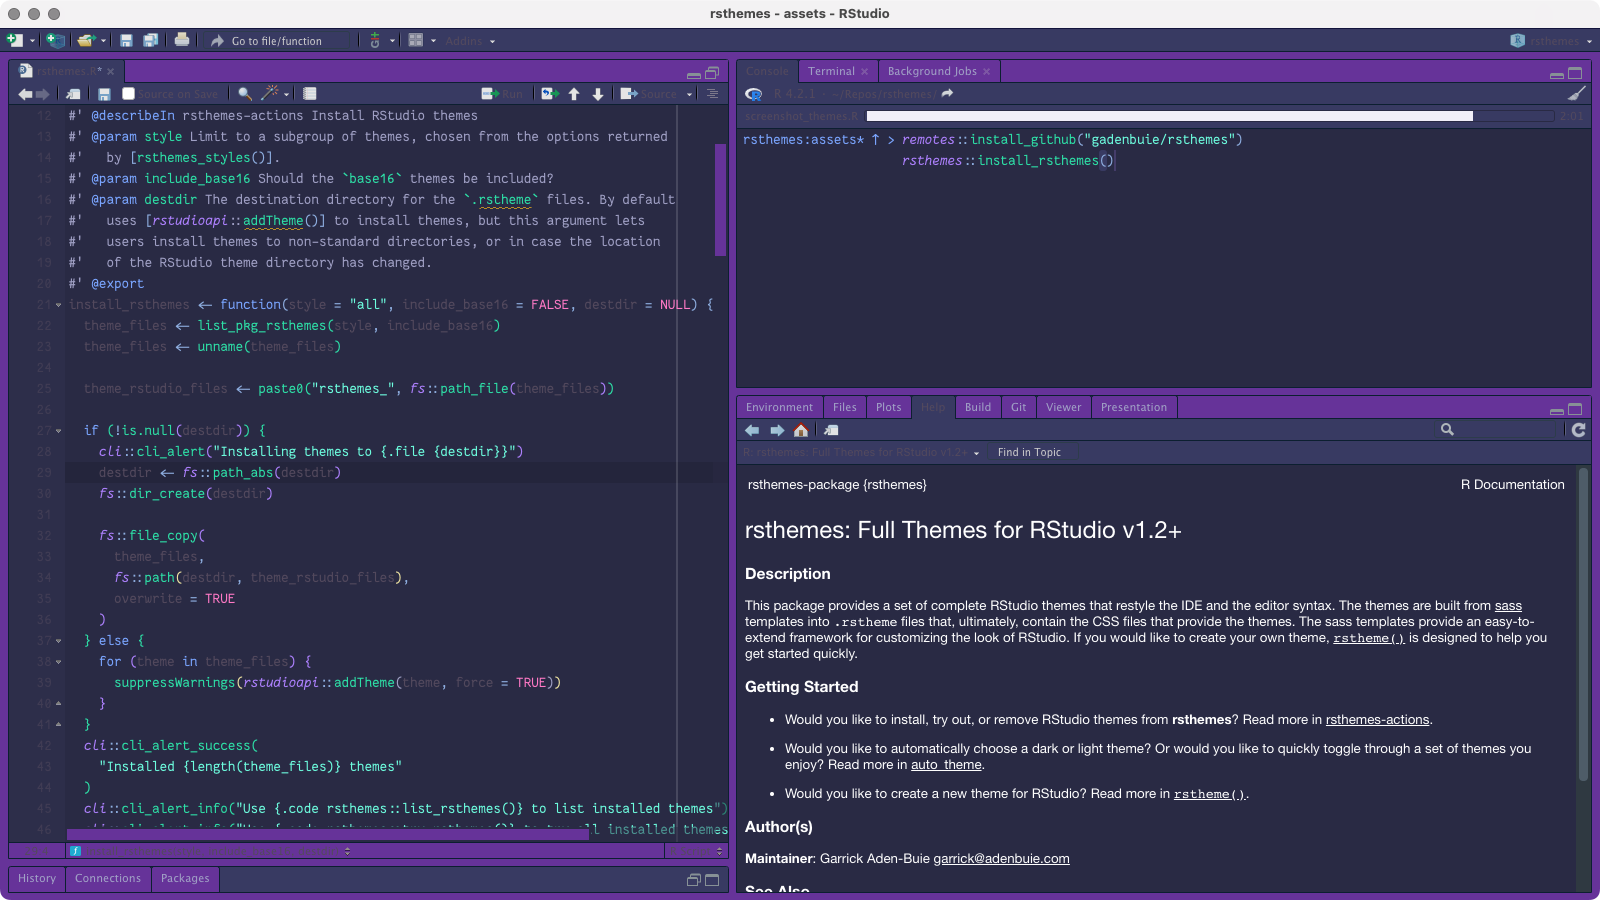 rsthemes - assets - RStudio
Go to file/function
Addins
rsthemes
rsthemes.R*
Source on Save
Run
Source
12 #' @describeIn rsthemes-actions Install RStudio themes
13 #' @param style Limit to a subgroup of themes, chosen from the options returned
14 #'   by [rsthemes_styles()].
15 #' @param include_base16 Should the `base16` themes be included?
16 #' @param destdir The destination directory for the `.rstheme` files. By default
17 #'   uses [rstudioapi::addTheme()] to install themes, but this argument lets
18 #'   users install themes to non-standard directories, or in case the location
19 #'   of the RStudio theme directory has changed.
20 #' @export
21 install_rsthemes <- function(style = "all", include_base16 = FALSE, destdir = NULL) {
22   theme_files <- list_pkg_rsthemes(style, include_base16)
23   theme_files <- unname(theme_files)
24
25   theme_rstudio_files <- paste0("rsthemes_", fs::path_file(theme_files))
26
27   if (!is.null(destdir)) {
28     cli::cli_alert("Installing themes to {.file {destdir}}")
29     destdir <- fs::path_abs(destdir)
30     fs::dir_create(destdir)
31
32     fs::file_copy(
33       theme_files,
34       fs::path(destdir, theme_rstudio_files),
35       overwrite = TRUE
36     )
37   } else {
38     for (theme in theme_files) {
39       suppressWarnings(rstudioapi::addTheme(theme, force = TRUE))
40     }
41   }
42   cli::cli_alert_success(
43     "Installed {length(theme_files)} themes"
44   )
45   cli::cli_alert_info("Use {.code rsthemes::list_rsthemes()} to list installed themes")
46 all installed themes
History
Connections
Packages
Console
Terminal
Background Jobs
R 4.2.1 · ~/Repos/rsthemes/
screenshot_themes.R
2:01
rsthemes:assets* ↑ > remotes::install_github("gadenbuie/rsthemes")
rsthemes::install_rsthemes()
Environment
Files
Plots
Help
Build
Git
Viewer
Presentation
R: rsthemes: Full Themes for RStudio v1.2+
Find in Topic
rsthemes-package {rsthemes}
R Documentation
rsthemes: Full Themes for RStudio v1.2+
Description
This package provides a set of complete RStudio themes that restyle the IDE and the editor syntax. The themes are built from sass
templates into .rstheme files that, ultimately, contain the CSS files that provide the themes. The sass templates provide an easy-to-
extend framework for customizing the look of RStudio. If you would like to create your own theme, rstheme() is designed to help you
get started quickly.
Getting Started
• Would you like to install, try out, or remove RStudio themes from rsthemes? Read more in rsthemes-actions.
• Would you like to automatically choose a dark or light theme? Or would you like to quickly toggle through a set of themes you
enjoy? Read more in auto_theme.
• Would you like to create a new theme for RStudio? Read more in rstheme().
Author(s)
Maintainer: Garrick Aden-Buie garrick@adenbuie.com
See Also